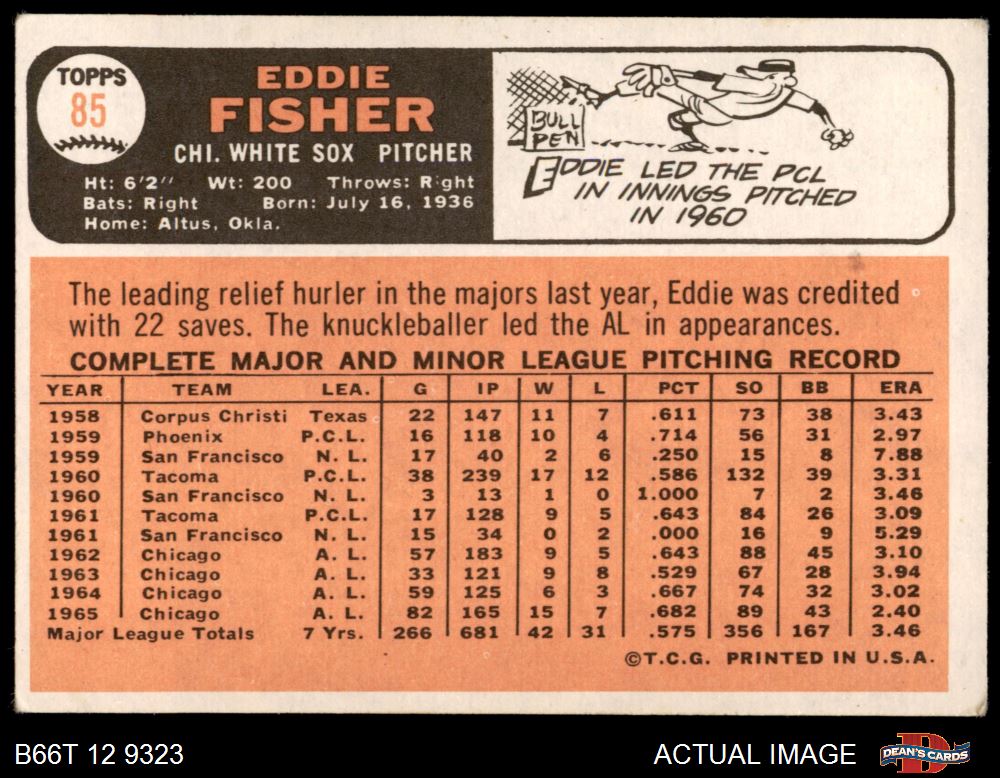 TOPPS
85
EDDIE
FISHER
CHI. WHITE SOX PITCHER
Ht: 6'2" Wt: 200 Throws: Right
Bats: Right Born: July 16, 1936
Home: Altus, Okla.
BULL
PEN
EDDIE LED THE PCL
IN INNINGS PITCHED
IN 1960
The leading relief hurler in the majors last year, Eddie was credited
with 22 saves. The knuckleballer led the AL in appearances.
COMPLETE MAJOR AND MINOR LEAGUE PITCHING RECORD
YEAR TEAM LEA. G IP W L PCT SO BB ERA
1958 Corpus Christi Texas 22 147 11 7 .611 73 38 3.43
1959 Phoenix P.C.L. 16 118 10 4 .714 56 31 2.97
1959 San Francisco N. L. 17 40 2 6 .250 15 8 7.88
1960 Tacoma P.C.L. 38 239 17 12 .586 132 39 3.31
1960 San Francisco N. L. 3 13 1 0 1.000 7 2 3.46
1961 Tacoma P.C.L. 17 128 9 5 .643 84 26 3.09
1961 San Francisco N. L. 15 34 0 2 .000 16 9 5.29
1962 Chicago A. L. 57 183 9 5 .643 88 45 3.10
1963 Chicago A. L. 33 121 9 8 .529 67 28 3.94
1964 Chicago A. L. 59 125 6 3 .667 74 32 3.02
1965 Chicago A. L. 82 165 15 7 .682 89 43 2.40
Major League Totals 7 Yrs. 266 681 42 31 .575 356 167 3.46
©T.C.G. PRINTED IN U.S.A.
B66T 12 9323
ACTUAL IMAGE
DEAN'S CARDS